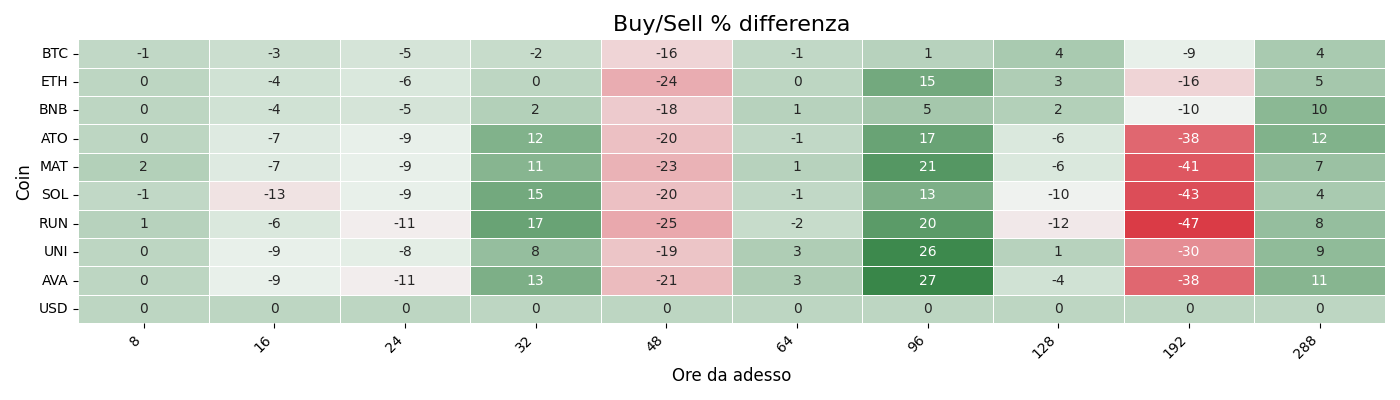 Buy/Sell % differenza
Coin
BTC -1 -3 -5 -2 -16 -1 1 4 -9 4
ETH 0 -4 -6 0 -24 0 15 3 -16 5
BNB 0 -4 -5 2 -18 1 5 2 -10 10
ATO 0 -7 -9 12 -20 -1 17 -6 -38 12
MAT 2 -7 -9 11 -23 1 21 -6 -41 7
SOL -1 -13 -9 15 -20 -1 13 -10 -43 4
RUN 1 -6 -11 17 -25 -2 20 -12 -47 8
UNI 0 -9 -8 8 -19 3 26 1 -30 9
AVA 0 -9 -11 13 -21 3 27 -4 -38 11
USD 0 0 0 0 0 0 0 0 0 0
8 16 24 32 48 64 96 128 192 288
Ore da adesso